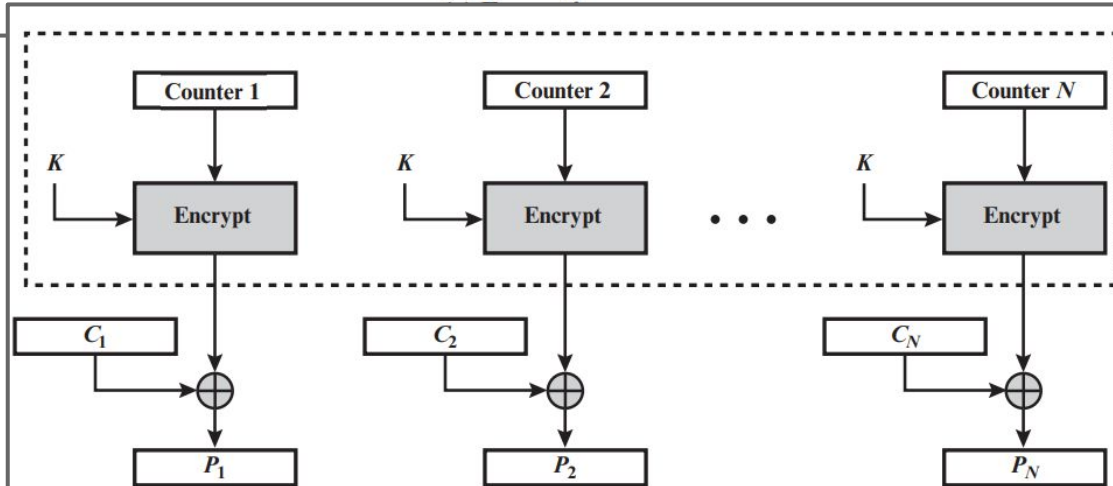 Counter 1 Counter 2 Counter N
K K K
Encrypt Encrypt • • • Encrypt
C1 C2 CN
P1 P2 PN